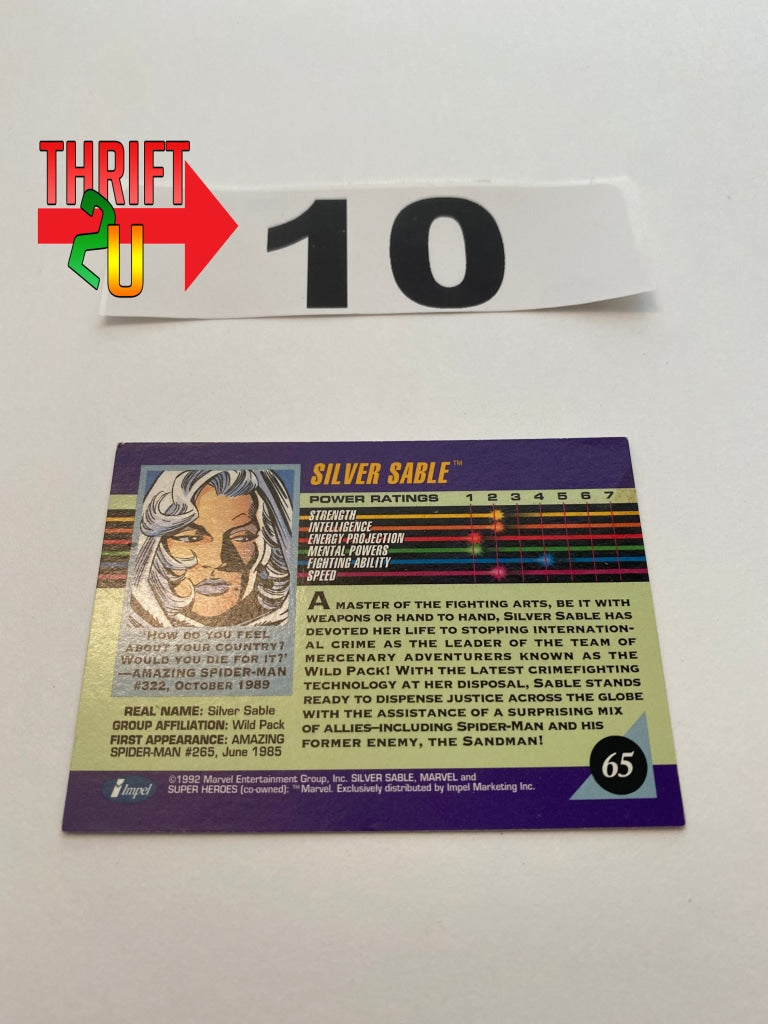 THRIFT
2U
10
SILVER SABLE™
POWER RATINGS 1 2 3 4 5 6 7
STRENGTH
INTELLIGENCE
ENERGY PROJECTION
MENTAL POWERS
FIGHTING ABILITY
SPEED
"HOW DO YOU FEEL
ABOUT YOUR COUNTRY?
WOULD YOU DIE FOR IT?"
—AMAZING SPIDER-MAN
#322, OCTOBER 1989
REAL NAME: Silver Sable
GROUP AFFILIATION: Wild Pack
FIRST APPEARANCE: AMAZING
SPIDER-MAN #265, June 1985
A MASTER OF THE FIGHTING ARTS, BE IT WITH
WEAPONS OR HAND TO HAND, SILVER SABLE HAS
DEVOTED HER LIFE TO STOPPING INTERNATION-
AL CRIME AS THE LEADER OF THE TEAM OF
MERCENARY ADVENTURERS KNOWN AS THE
WILD PACK! WITH THE LATEST CRIMEFIGHTING
TECHNOLOGY AT HER DISPOSAL, SABLE STANDS
READY TO DISPENSE JUSTICE ACROSS THE GLOBE
WITH THE ASSISTANCE OF A SURPRISING MIX
OF ALLIES—INCLUDING SPIDER-MAN AND HIS
FORMER ENEMY, THE SANDMAN!
65
Impel
©1992 Marvel Entertainment Group, Inc. SILVER SABLE, MARVEL and
SUPER HEROES (co-owned): ™Marvel. Exclusively distributed by Impel Marketing Inc.